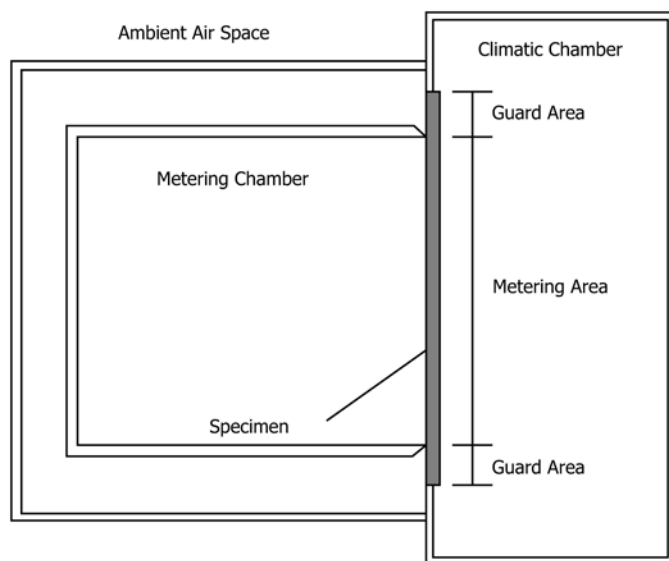 Ambient Air Space
Climatic Chamber
Guard Area
Metering Chamber
Metering Area
Specimen
Guard Area